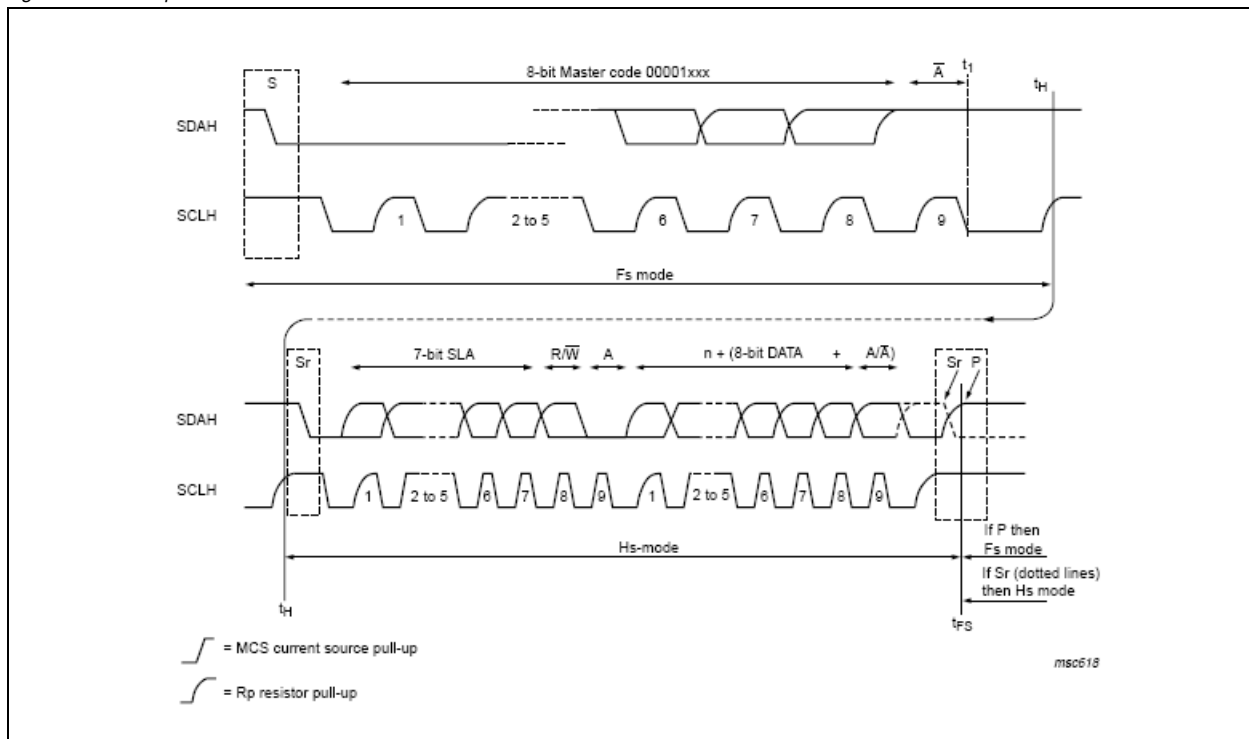 S
8-bit Master code 00001xxx
A̅
t1
tH
SDAH
SCLH
1
2 to 5
6
7
8
9
Fs mode
Sr
7-bit SLA
R/W̅
A
n + (8-bit DATA + A/A̅)
Sr P
SDAH
SCLH
1
2 to 5
6
7
8
9
1
2 to 5
6
7
8
9
Hs-mode
If P then
Fs mode
If Sr (dotted lines)
then Hs mode
tH
tFS
= MCS current source pull-up
= Rp resistor pull-up
msc618